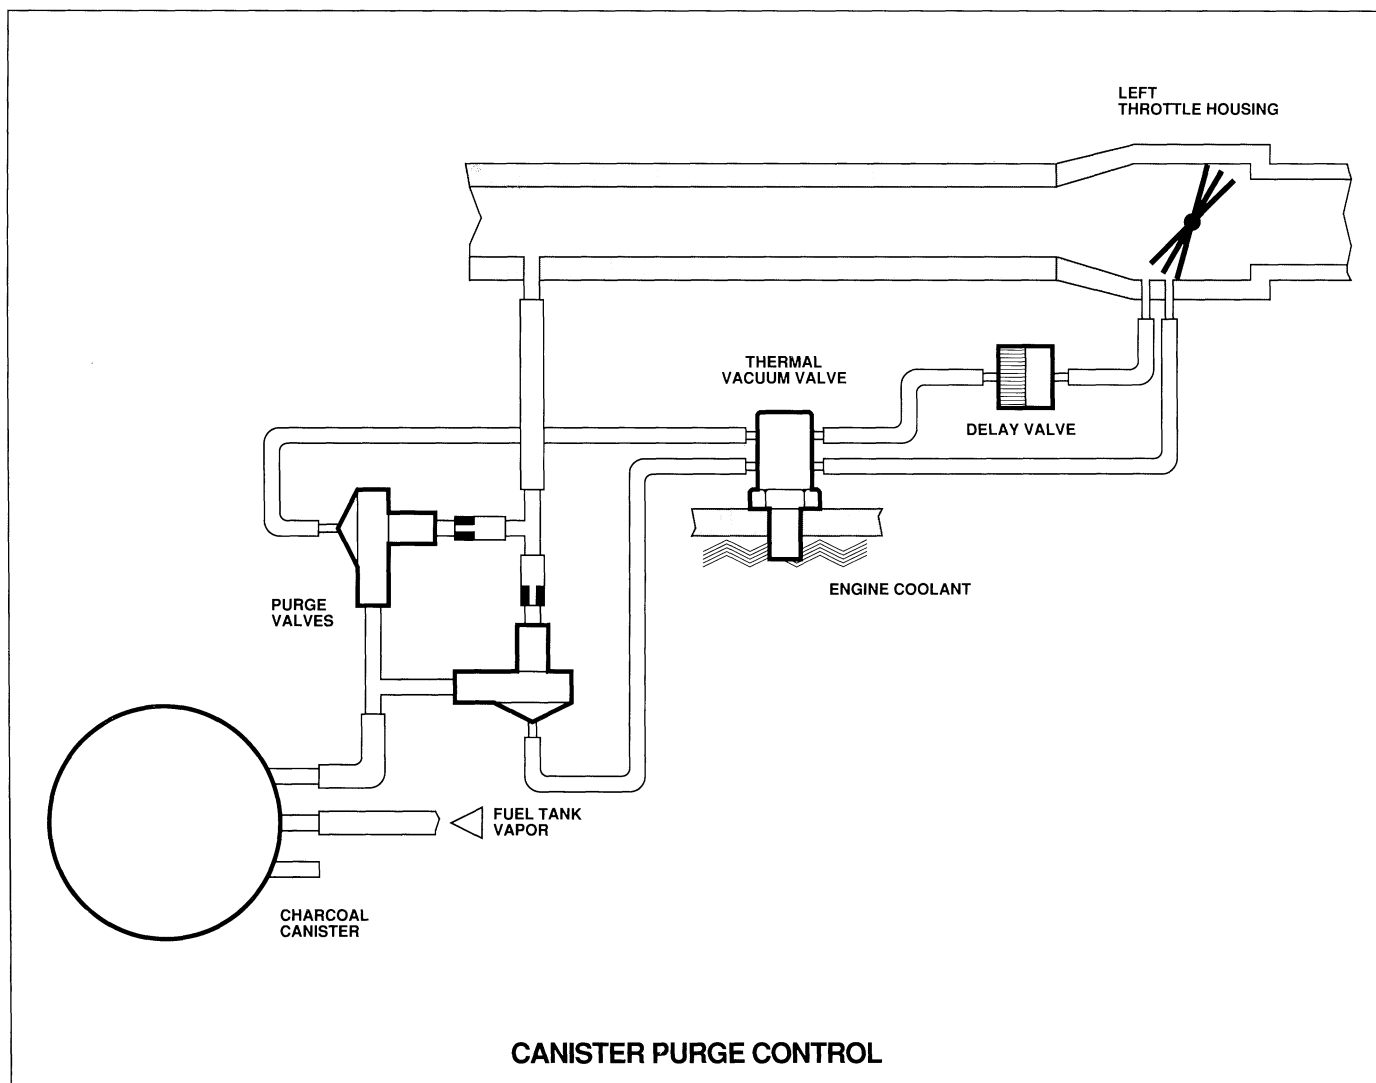 LEFT
THROTTLE HOUSING
THERMAL
VACUUM VALVE
DELAY VALVE
ENGINE COOLANT
PURGE
VALVES
FUEL TANK
VAPOR
CHARCOAL
CANISTER
CANISTER PURGE CONTROL